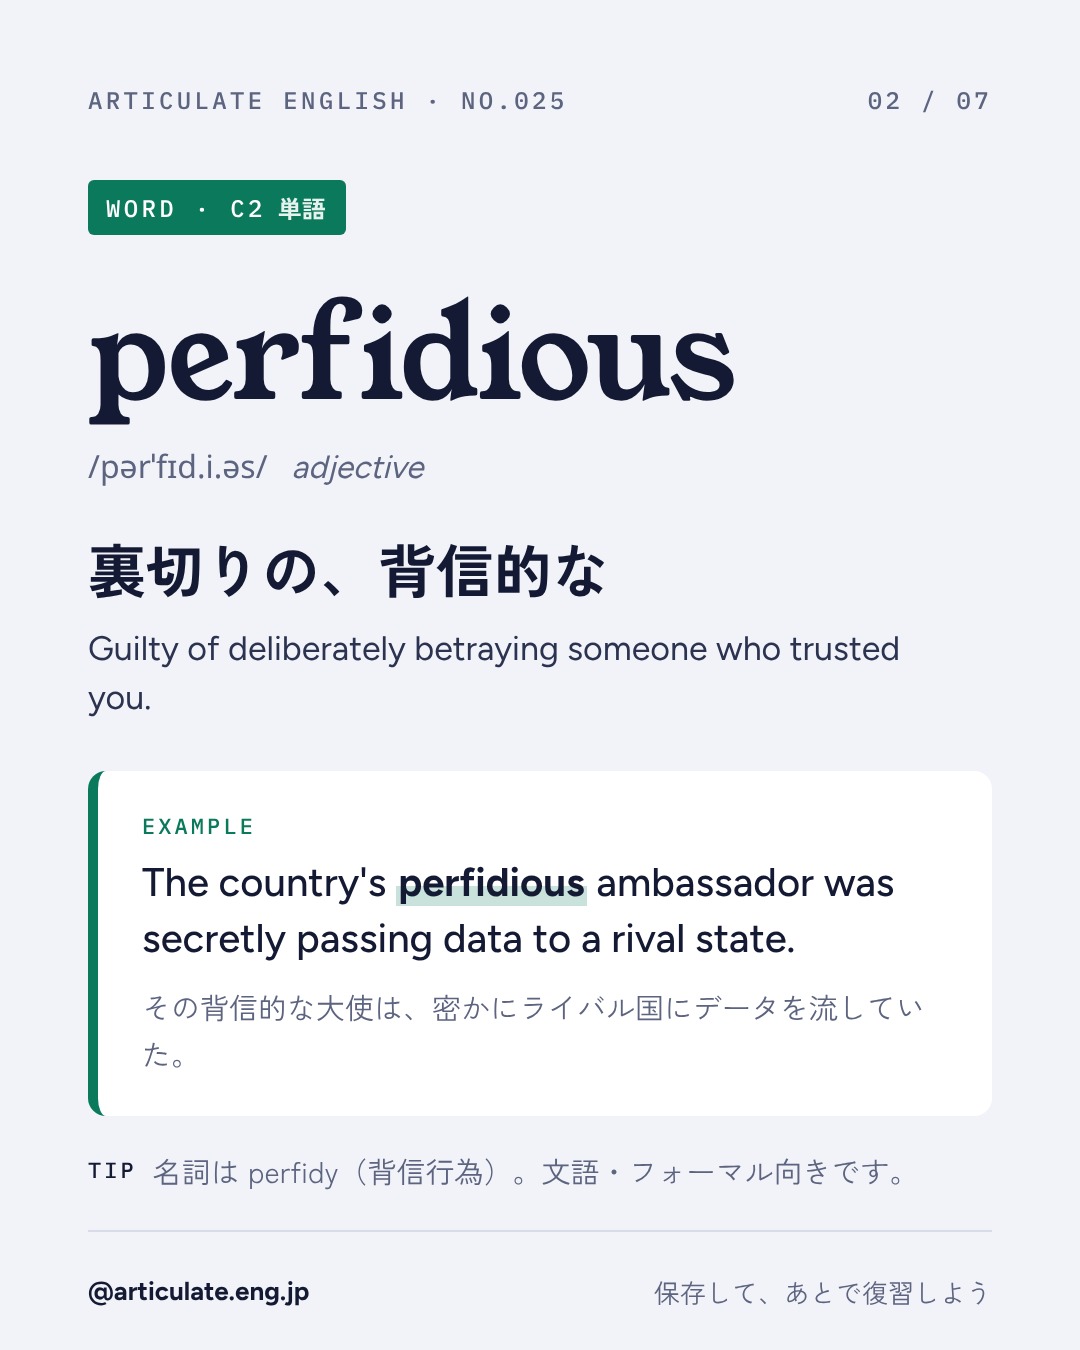 ARTICULATE ENGLISH · NO.025
02 / 07
WORD · C2 単語
perfidious
/pərˈfɪd.i.əs/ adjective
裏切りの、背信的な
Guilty of deliberately betraying someone who trusted
you.
EXAMPLE
The country's perfidious ambassador was
secretly passing data to a rival state.
その背信的な大使は、密かにライバル国にデータを流してい
た。
TIP 名詞は perfidy（背信行為）。文語・フォーマル向きです。
@articulate.eng.jp
保存して、あとで復習しよう